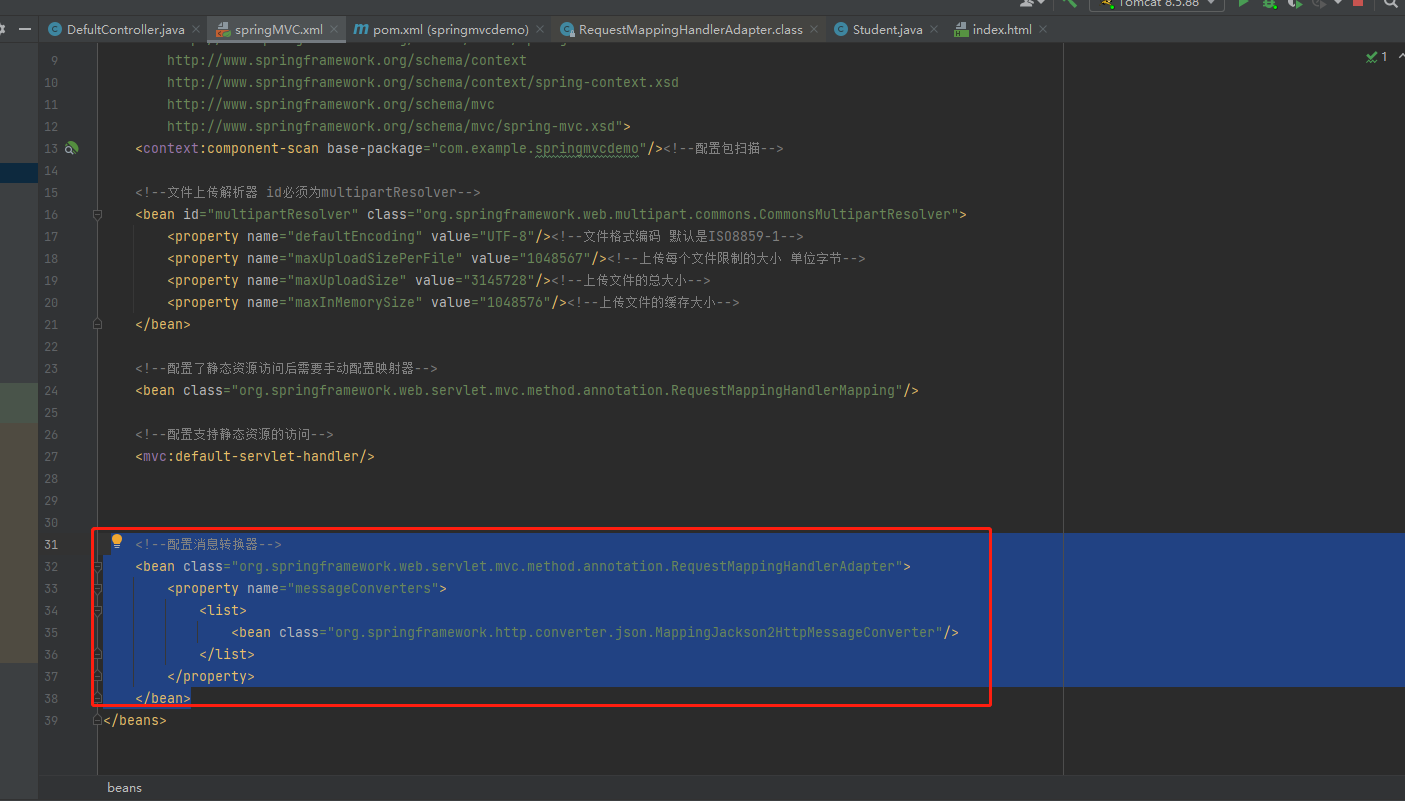 Tomcat 8.5.88
DefultController.java
springMVC.xml
pom.xml (springmvcdemo)
RequestMappingHandlerAdapter.class
Student.java
index.html
1
9 http://www.springframework.org/schema/context
10 http://www.springframework.org/schema/context/spring-context.xsd
11 http://www.springframework.org/schema/mvc
12 http://www.springframework.org/schema/mvc/spring-mvc.xsd">
13 <context:component-scan base-package="com.example.springmvcdemo"/><!--配置包扫描-->
14
15 <!--文件上传解析器 id必须为multipartResolver-->
16 <bean id="multipartResolver" class="org.springframework.web.multipart.commons.CommonsMultipartResolver">
17 <property name="defaultEncoding" value="UTF-8"/><!--文件格式编码 默认是ISO8859-1-->
18 <property name="maxUploadSizePerFile" value="1048567"/><!--上传每个文件限制的大小 单位字节-->
19 <property name="maxUploadSize" value="3145728"/><!--上传文件的总大小-->
20 <property name="maxInMemorySize" value="1048576"/><!--上传文件的缓存大小-->
21 </bean>
22
23 <!--配置了静态资源访问后需要手动配置映射器-->
24 <bean class="org.springframework.web.servlet.mvc.method.annotation.RequestMappingHandlerMapping"/>
25
26 <!--配置支持静态资源的访问-->
27 <mvc:default-servlet-handler/>
28
29
30
31 <!--配置消息转换器-->
32 <bean class="org.springframework.web.servlet.mvc.method.annotation.RequestMappingHandlerAdapter">
33 <property name="messageConverters">
34 <list>
35 <bean class="org.springframework.http.converter.json.MappingJackson2HttpMessageConverter"/>
36 </list>
37 </property>
38 </bean>
39 </beans>
beans